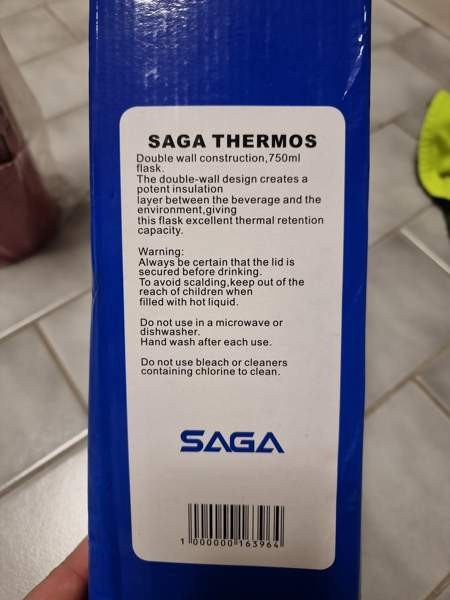 SAGA THERMOS
Double wall construction,750ml
flask.
The double-wall design creates a
potent insulation
layer between the beverage and the
environment,giving
this flask excellent thermal retention
capacity.
Warning:
Always be certain that the lid is
secured before drinking.
To avoid scalding,keep out of the
reach of children when
filled with hot liquid.
Do not use in a microwave or
dishwasher.
Hand wash after each use.
Do not use bleach or cleaners
containing chlorine to clean.
SAGA
1 000000 163964